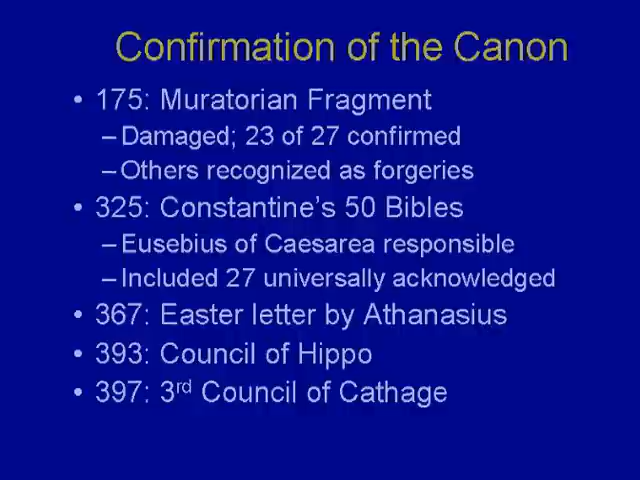 Confirmation of the Canon
• 175: Muratorian Fragment
–Damaged; 23 of 27 confirmed
–Others recognized as forgeries
• 325: Constantine's 50 Bibles
–Eusebius of Caesarea responsible
–Included 27 universally acknowledged
• 367: Easter letter by Athanasius
• 393: Council of Hippo
• 397: 3rd Council of Cathage